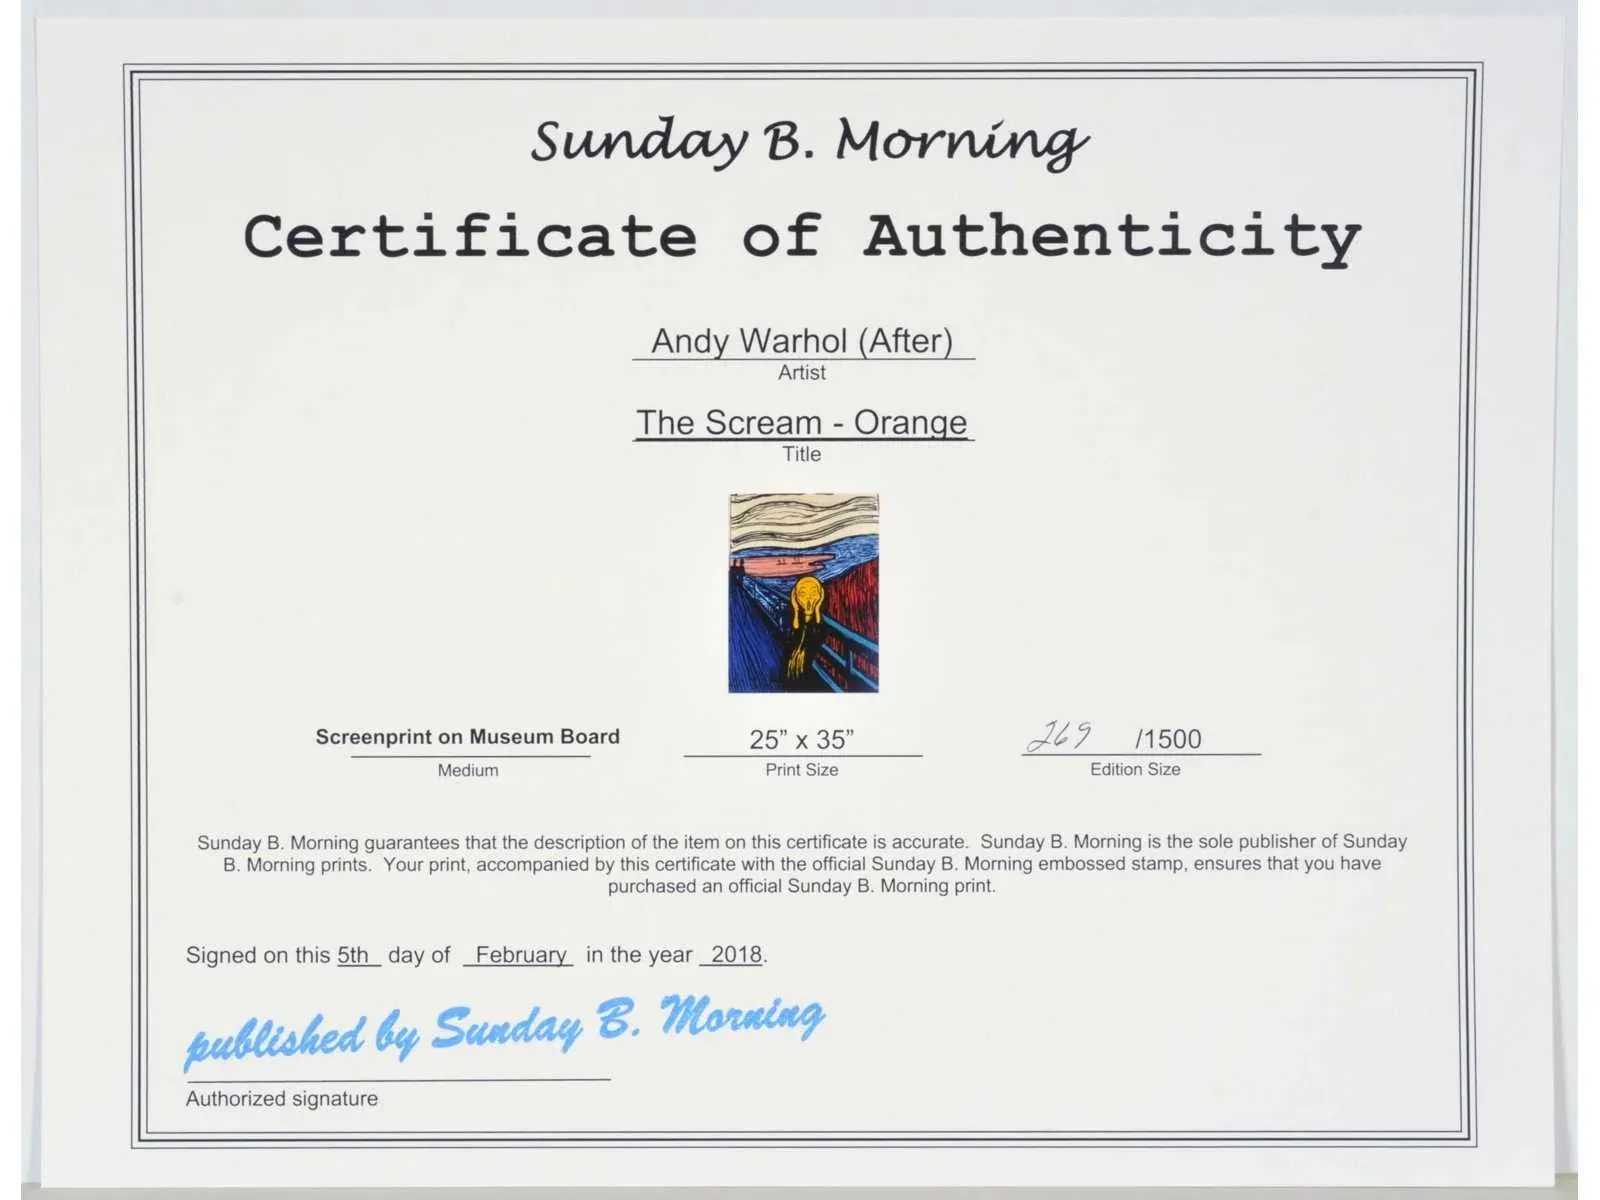 Sunday B. Morning
Certificate of Authenticity
Andy Warhol (After)
Artist
The Scream - Orange
Title
Screenprint on Museum Board
Medium
25” x 35”
Print Size
269 /1500
Edition Size
Sunday B. Morning guarantees that the description of the item on this certificate is accurate. Sunday B. Morning is the sole publisher of Sunday
B. Morning prints. Your print, accompanied by this certificate with the official Sunday B. Morning embossed stamp, ensures that you have
purchased an official Sunday B. Morning print.
Signed on this 5th day of February in the year 2018.
published by Sunday B. Morning
Authorized signature